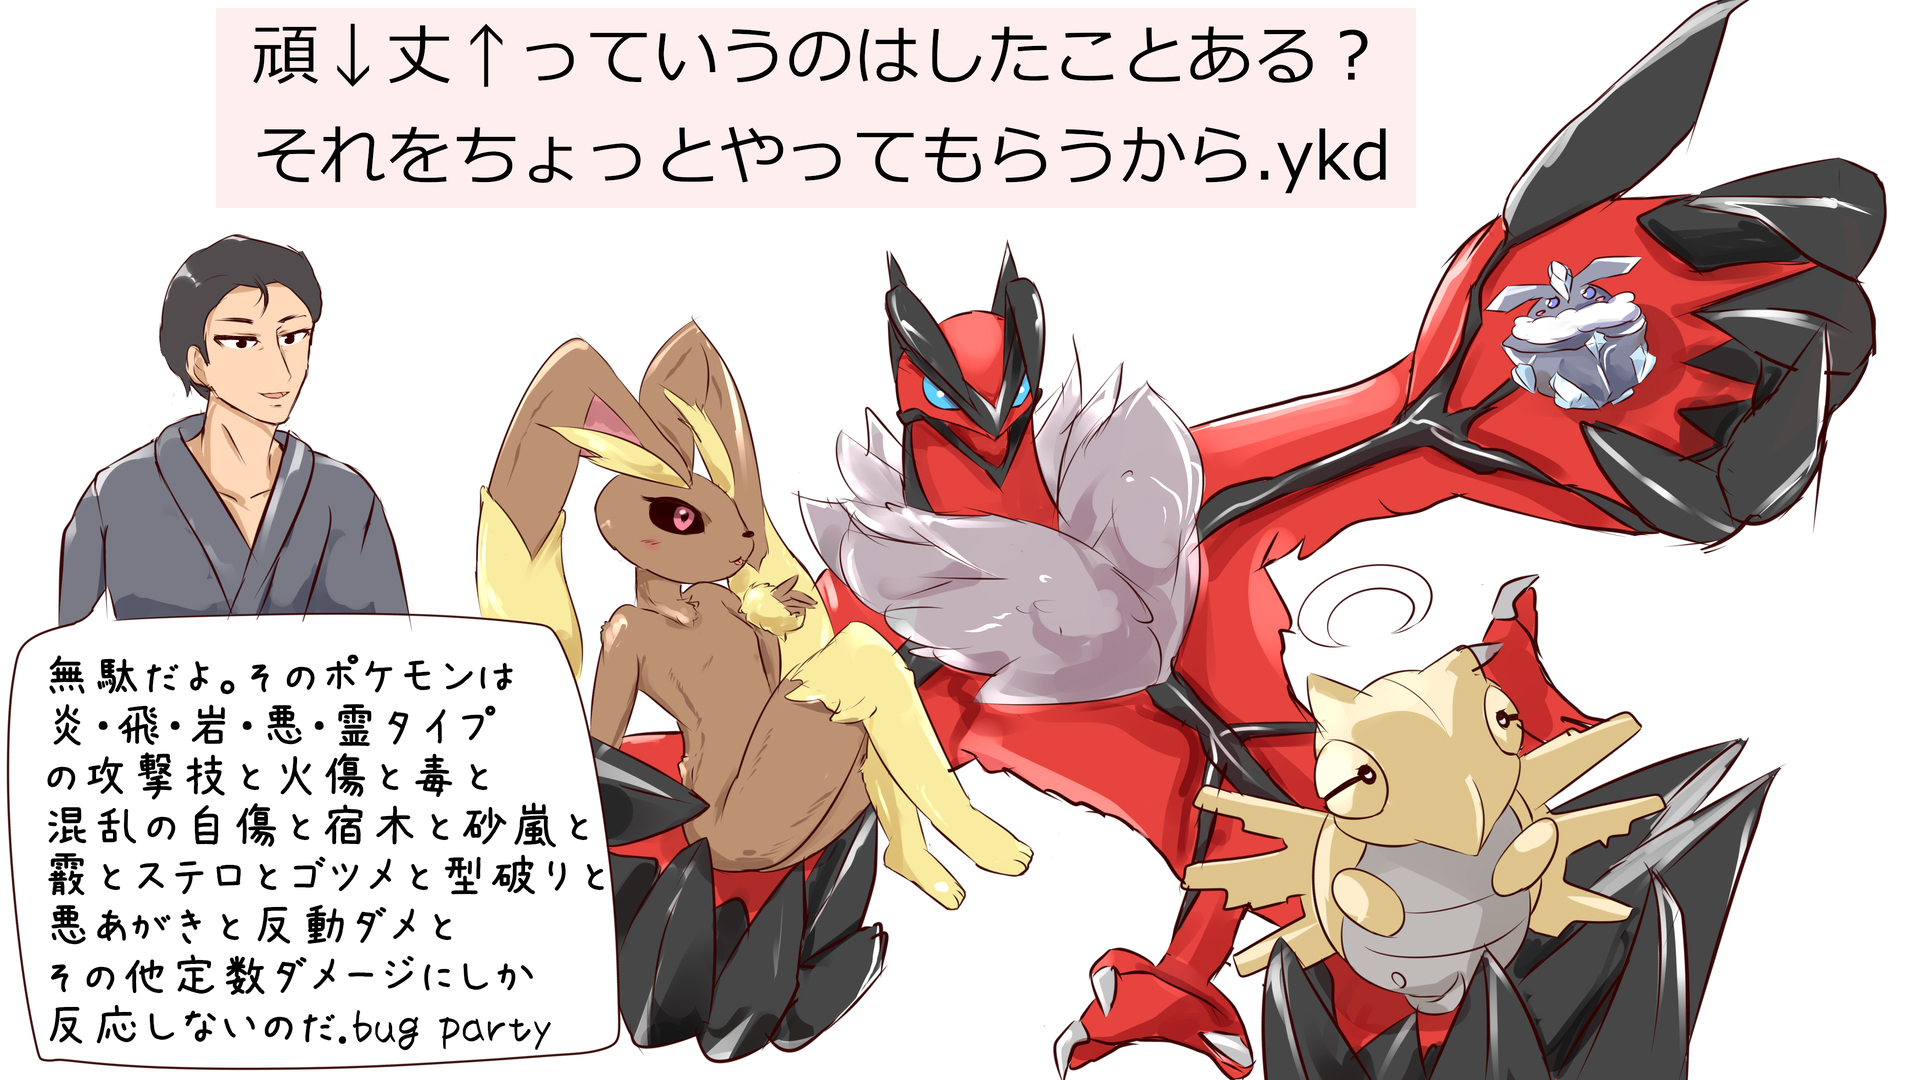 頑↓丈↑っていうのはしたことある？
それをちょっとやってもらうから.ykd
無駄だよ。そのポケモンは
炎・飛・岩・悪・霊タイプ
の攻撃技と火傷と毒と
混乱の自傷と宿木と砂嵐と
霰とステロとゴツメと型破りと
悪あがきと反動ダメと
その他定数ダメージにしか
反応しないのだ.bug party